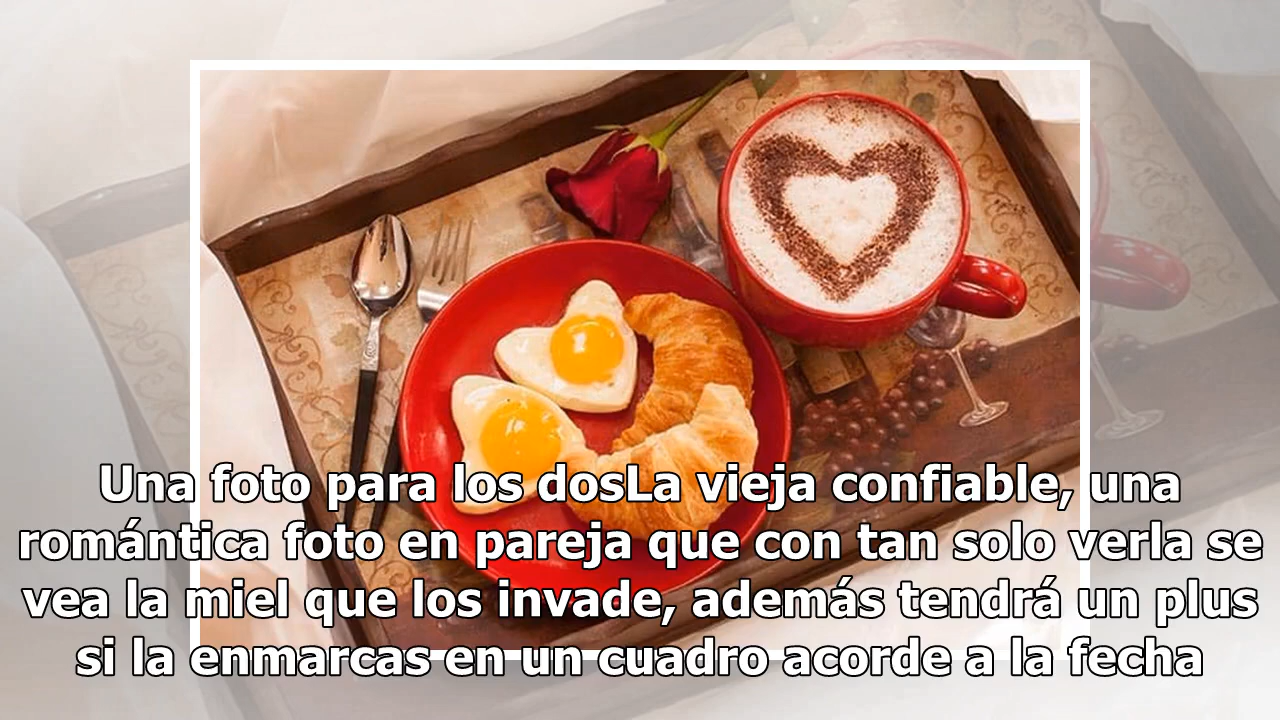 Una foto para los dosLa vieja confiable, una
romántica foto en pareja que con tan solo verla se
vea la miel que los invade, además tendrá un plus
si la enmarcas en un cuadro acorde a la fecha